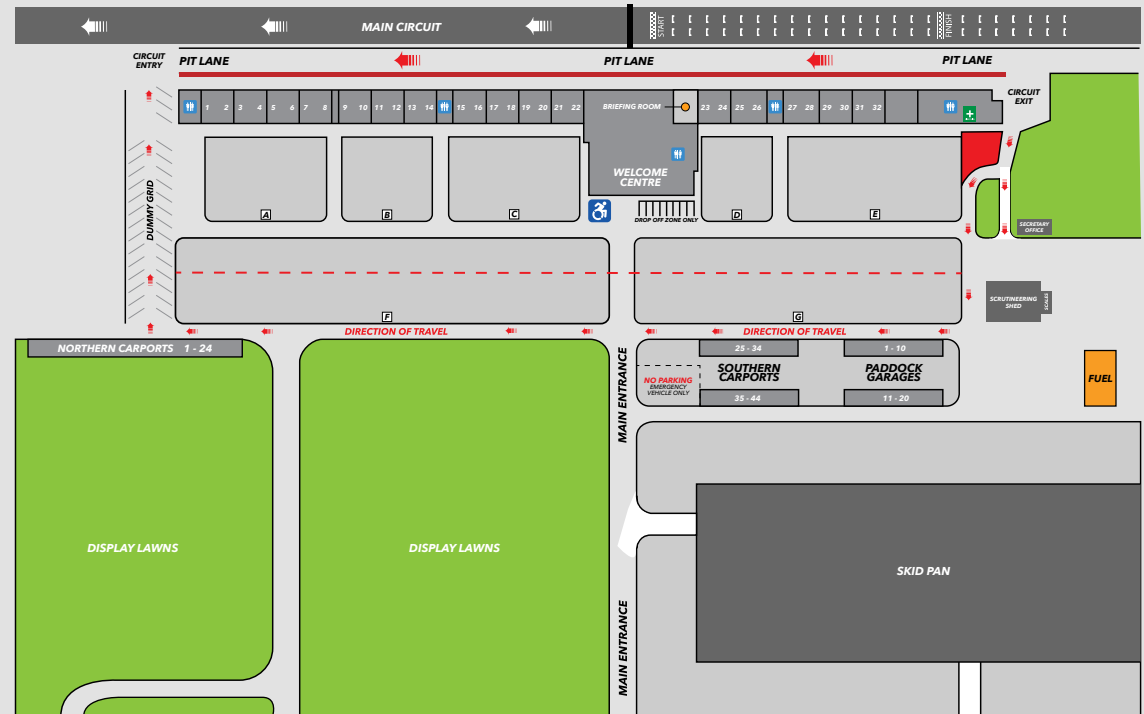 MAIN CIRCUIT
START
FINISH
CIRCUIT
ENTRY
PIT LANE
PIT LANE
PIT LANE
CIRCUIT
EXIT
1 2 3 4 5 6 7 8 9 10 11 12 13 14 15 16 17 18 19 20 21 22
BRIEFING ROOM
23 24 25 26 27 28 29 30 31 32
WELCOME
CENTRE
DUMMY GRID
A
B
C
D
E
DROP OFF ZONE ONLY
SECRETARY
OFFICE
SCRUTINEERING
SHED
SCALES
F
G
DIRECTION OF TRAVEL
DIRECTION OF TRAVEL
NORTHERN CARPORTS 1 - 24
25 - 34
1 - 10
SOUTHERN
CARPORTS
PADDOCK
GARAGES
NO PARKING
EMERGENCY
VEHICLE ONLY
35 - 44
11 - 20
FUEL
MAIN ENTRANCE
DISPLAY LAWNS
DISPLAY LAWNS
SKID PAN
MAIN ENTRANCE